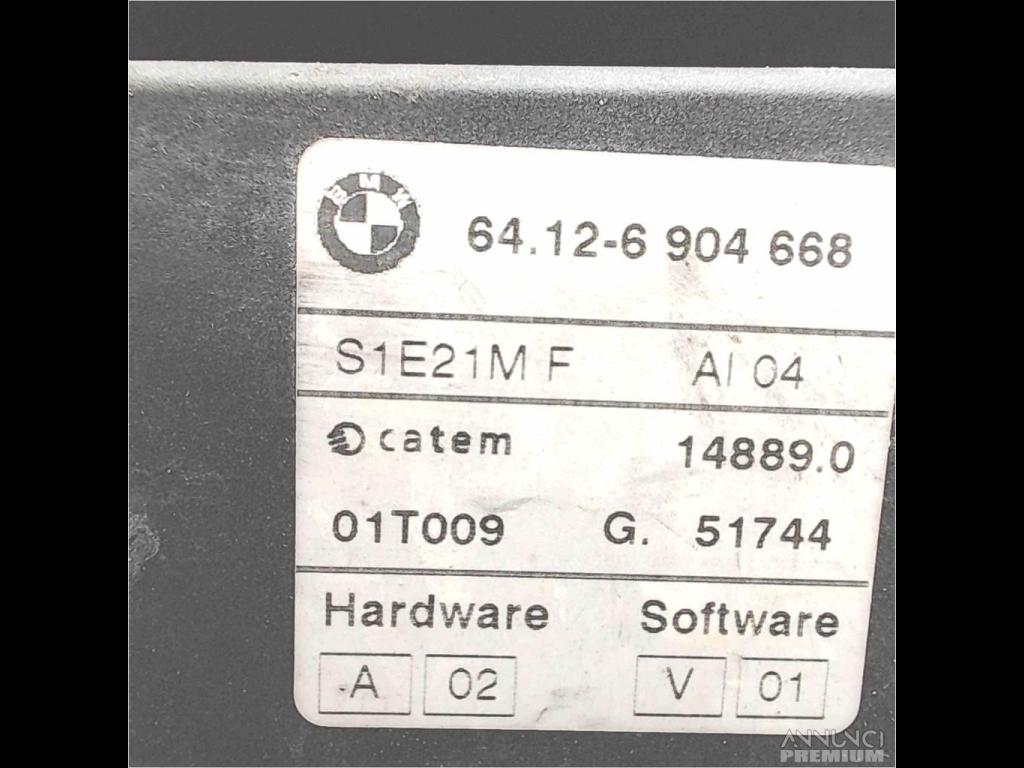 BMW
64.12-6 904 668
S1E21M F AI 04
catem 14889.0
01T009 G. 51744
Hardware Software
A 02 V 01
ANNUNCI
PREMIUM